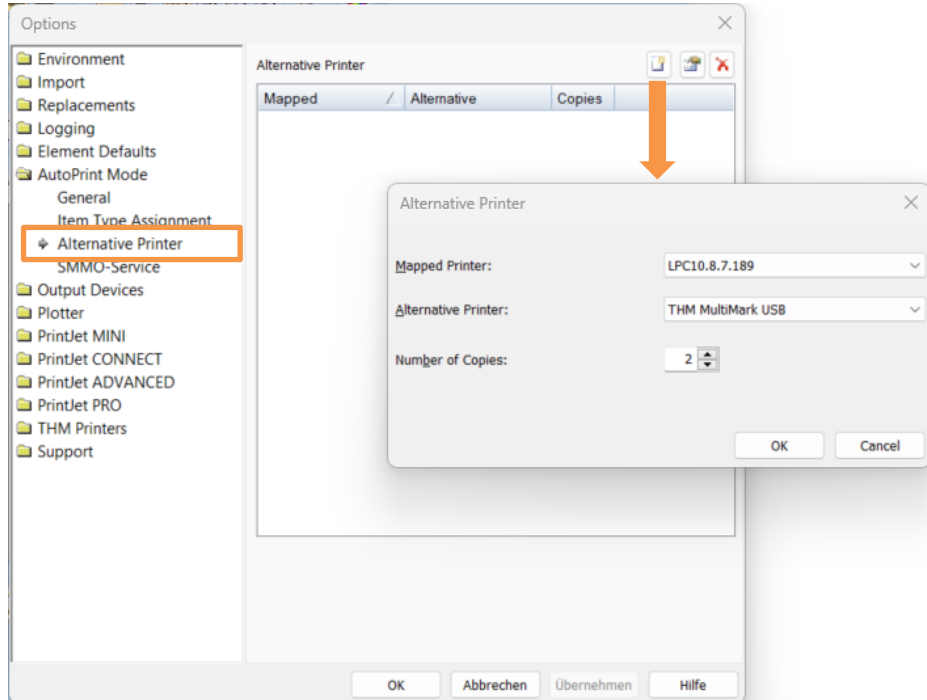 Options
Environment
Import
Replacements
Logging
Element Defaults
AutoPrint Mode
General
Item Type Assignment
Alternative Printer
SMMO-Service
Output Devices
Plotter
PrintJet MINI
PrintJet CONNECT
PrintJet ADVANCED
PrintJet PRO
THM Printers
Support
Alternative Printer
Mapped Alternative Copies
Alternative Printer
Mapped Printer: LPC10.8.7.189
Alternative Printer: THM MultiMark USB
Number of Copies: 2
OK Cancel
OK Abbrechen Übernehmen Hilfe